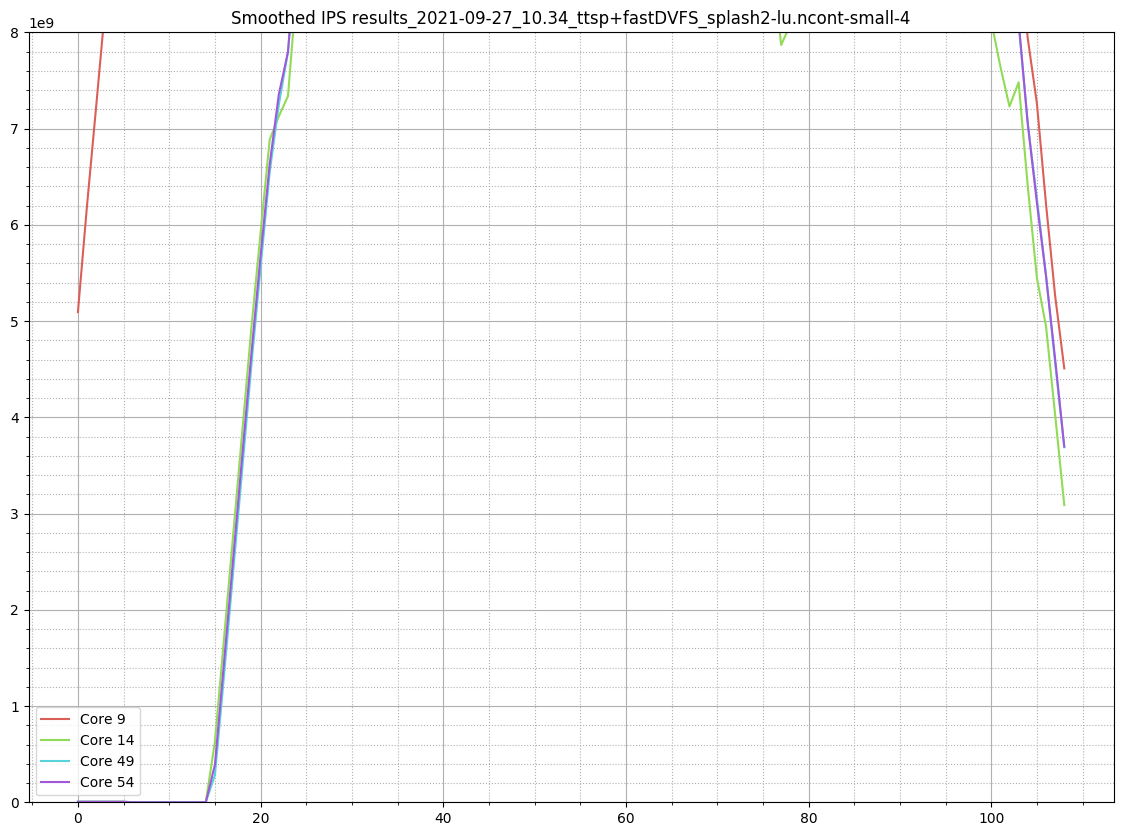 Smoothed IPS results_2021-09-27_10.34_ttsp+fastDVFS_splash2-lu.ncont-small-4
1e9
8
7
6
5
4
3
2
1
0
Core 9
Core 14
Core 49
Core 54
0 20 40 60 80 100